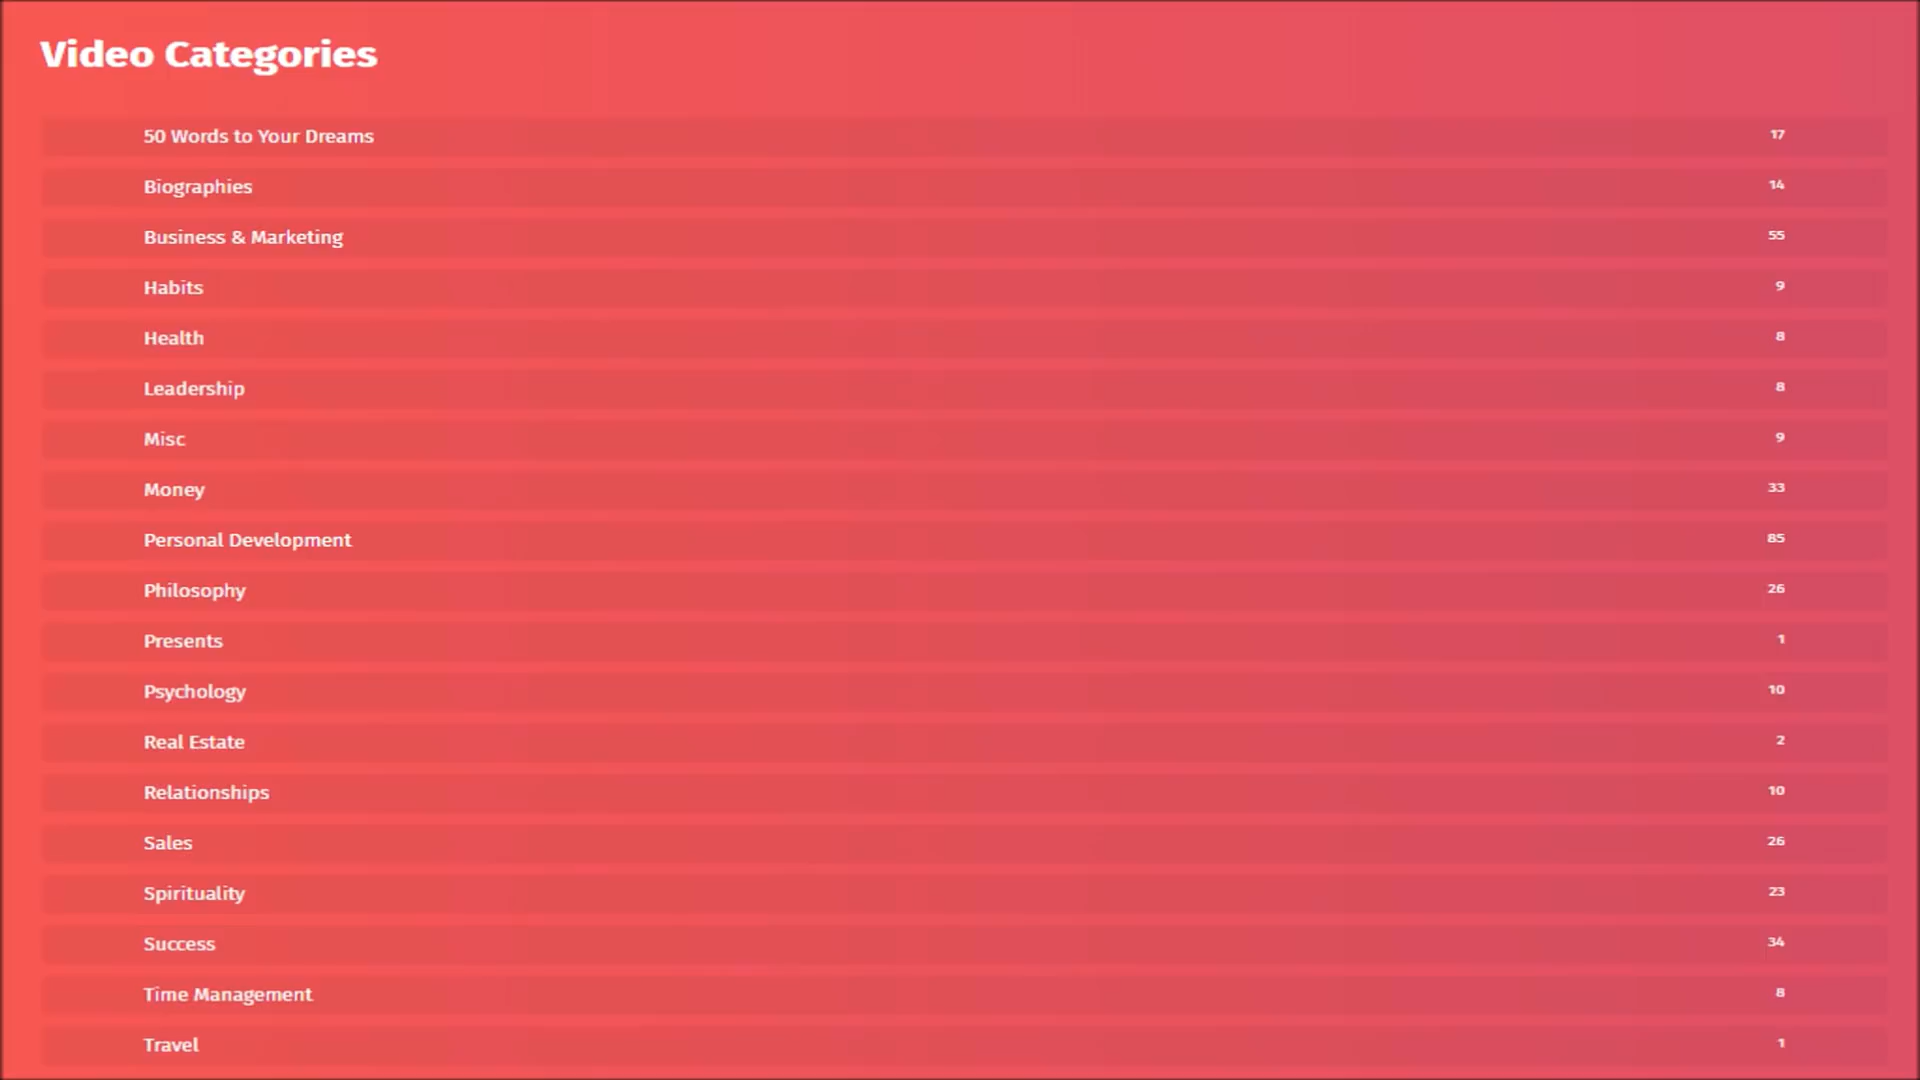 Video Categories
50 Words to Your Dreams 17
Biographies 14
Business & Marketing 55
Habits 9
Health 8
Leadership 8
Misc 9
Money 33
Personal Development 85
Philosophy 26
Presents 1
Psychology 10
Real Estate 2
Relationships 10
Sales 26
Spirituality 23
Success 34
Time Management 8
Travel 1